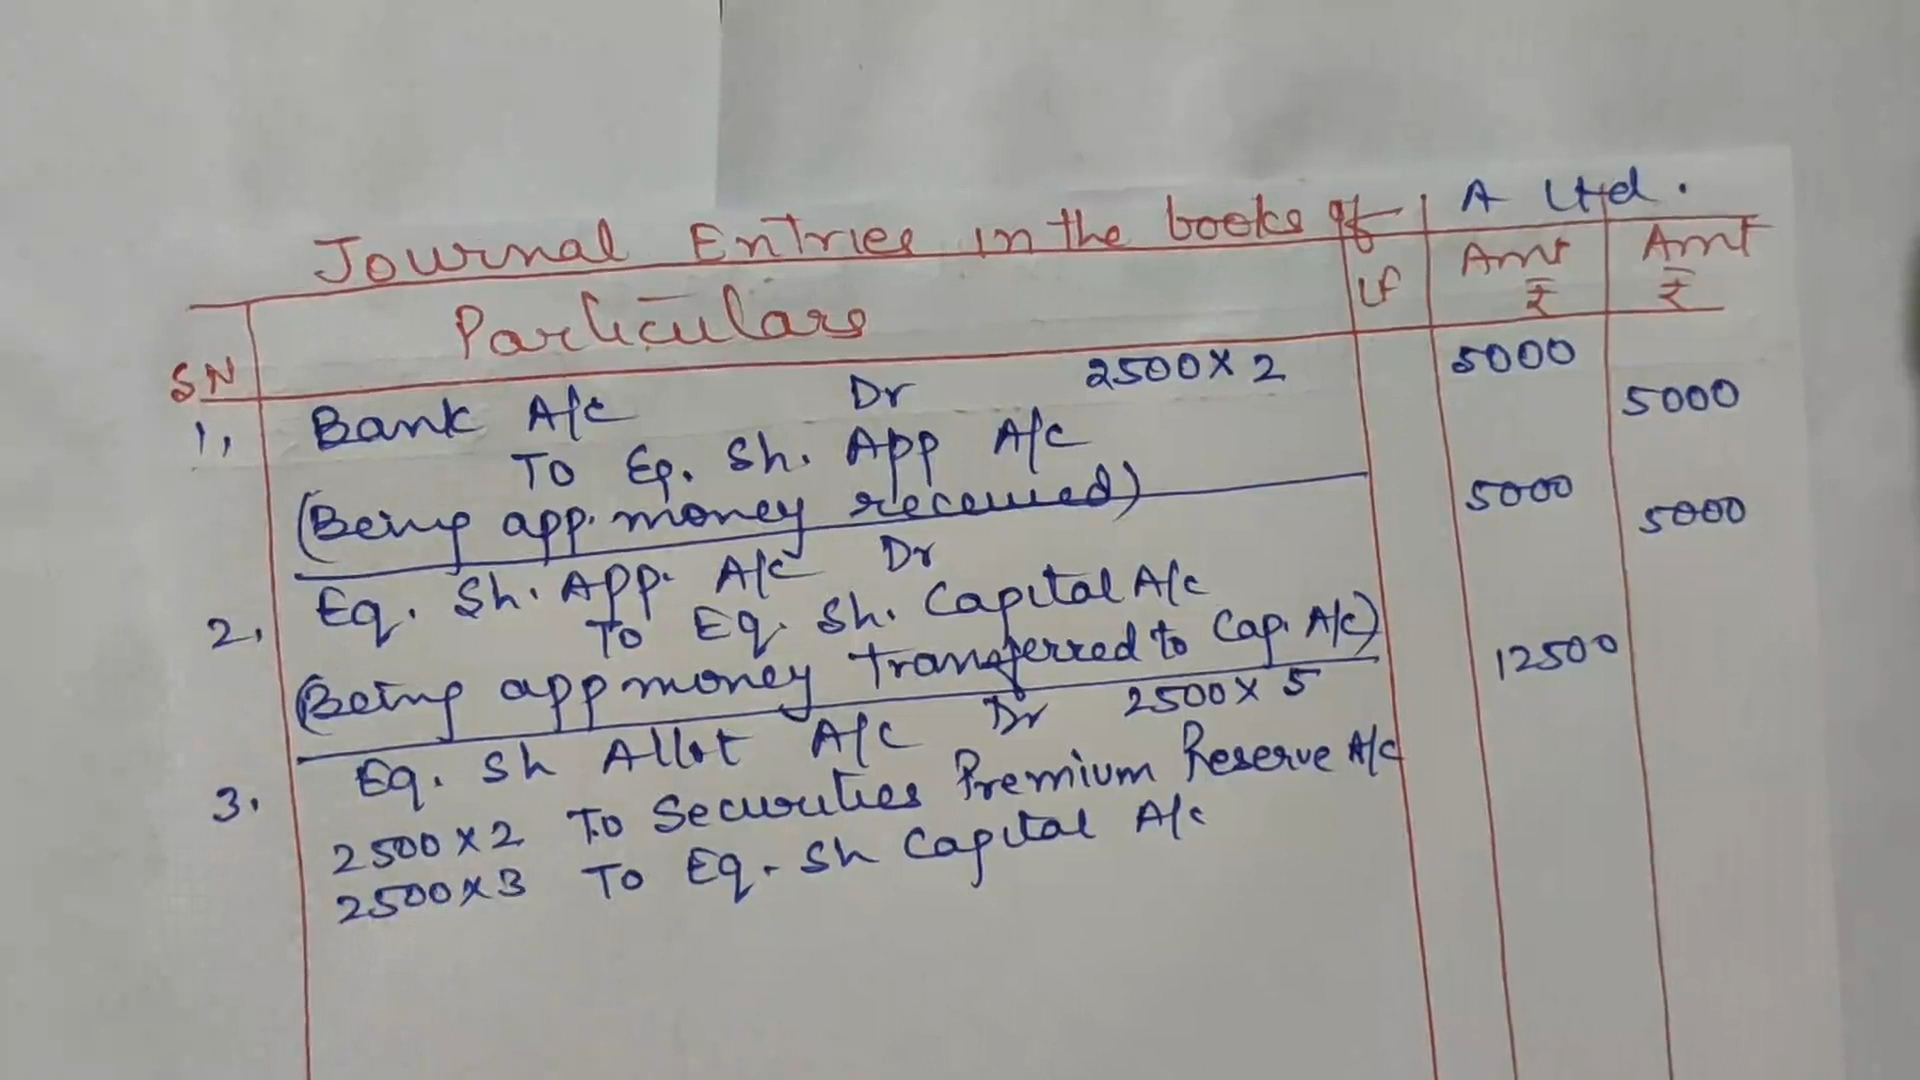 Journal Entries in the books of A Ltd.
SN Particulars LF Amt ₹ Amt ₹
1, Bank A/c Dr 2500 x 2 5000
To Eq. Sh. App A/c 5000
(Being app. money received)
2. Eq. Sh. App. A/c Dr 5000
To Eq. Sh. Capital A/c 5000
(Being app money transferred to Cap. A/c)
3. Eq. Sh Allot A/c Dr 2500 x 5 12500
2500 x 2 To Securities Premium Reserve A/c
2500 x 3 To Eq. Sh Capital A/c